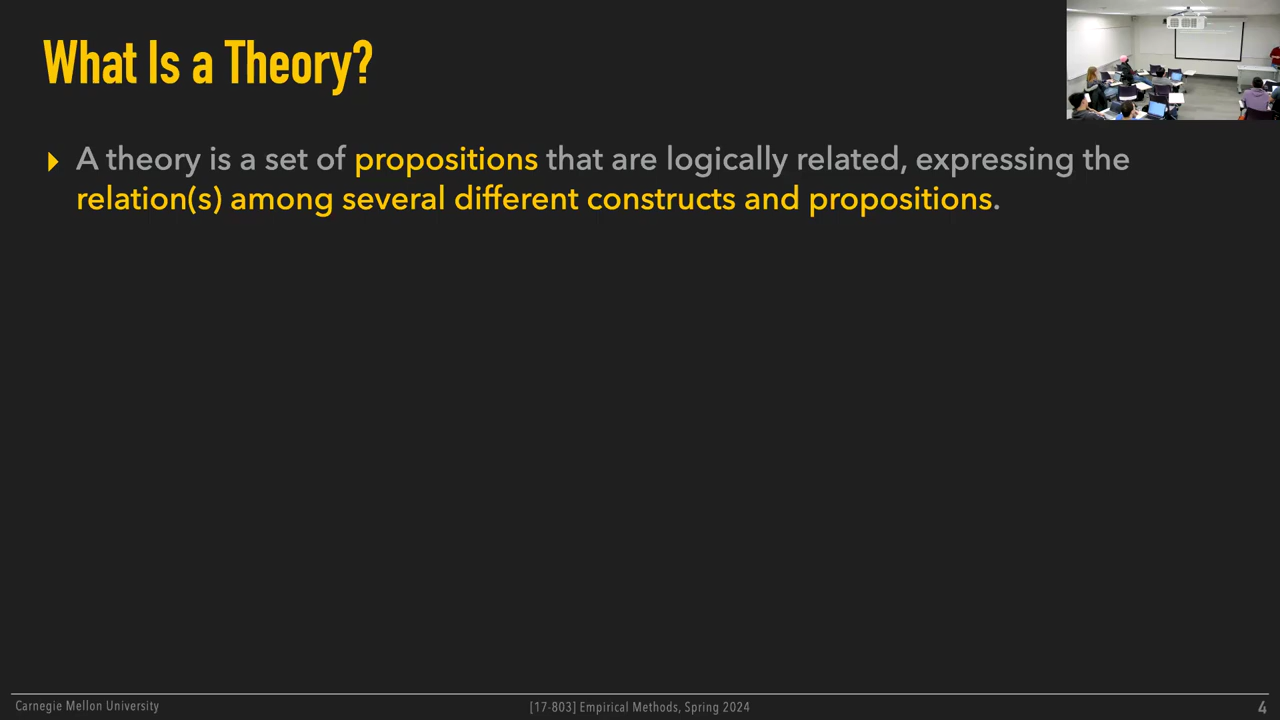 What Is a Theory?
A theory is a set of propositions that are logically related, expressing the
relation(s) among several different constructs and propositions.
Carnegie Mellon University
[17-803] Empirical Methods, Spring 2024
4